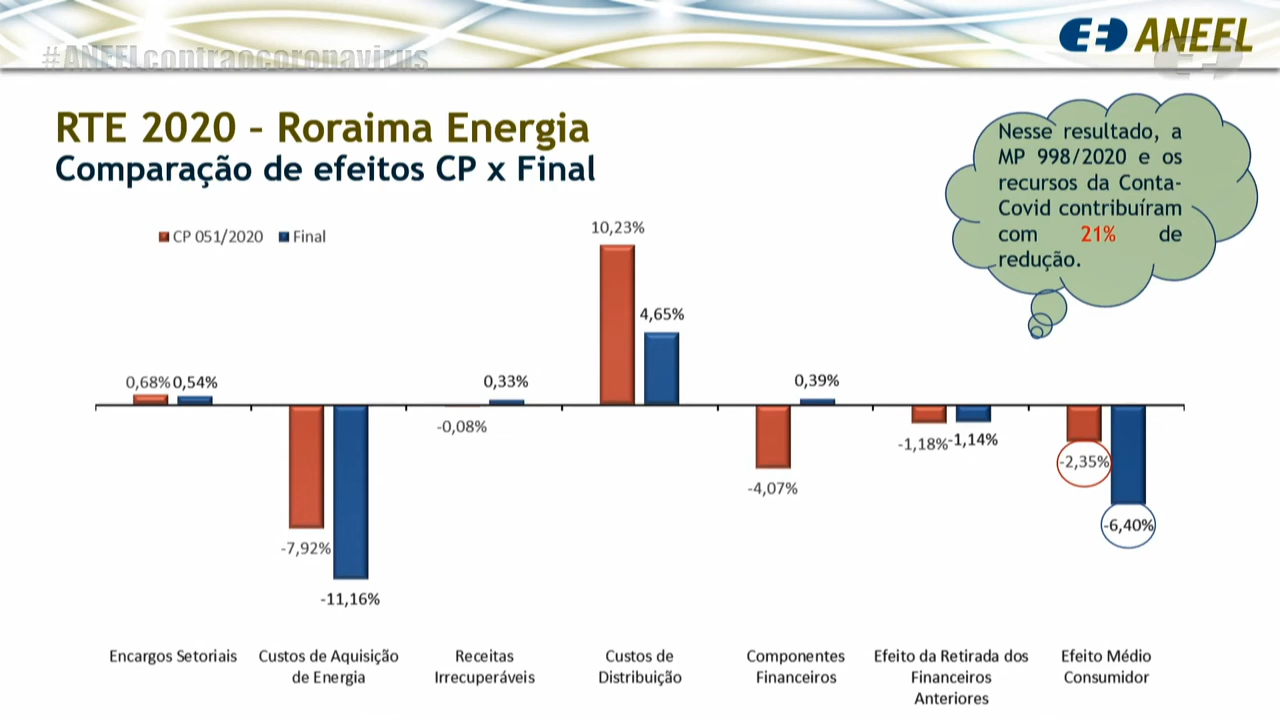 #ANEELcontraocoronavirus
ANEEL
RTE 2020 – Roraima Energia
Comparação de efeitos CP x Final
Nesse resultado, a
MP 998/2020 e os
recursos da Conta-
Covid contribuíram
com 21% de
redução.
CP 051/2020 Final
10,23%
4,65%
0,68% 0,54%
0,33%
0,39%
-0,08%
-1,18% -1,14%
-2,35%
-4,07%
-6,40%
-7,92%
-11,16%
Encargos Setoriais
Custos de Aquisição
de Energia
Receitas
Irrecuperáveis
Custos de
Distribuição
Componentes
Financeiros
Efeito da Retirada dos
Financeiros
Anteriores
Efeito Médio
Consumidor